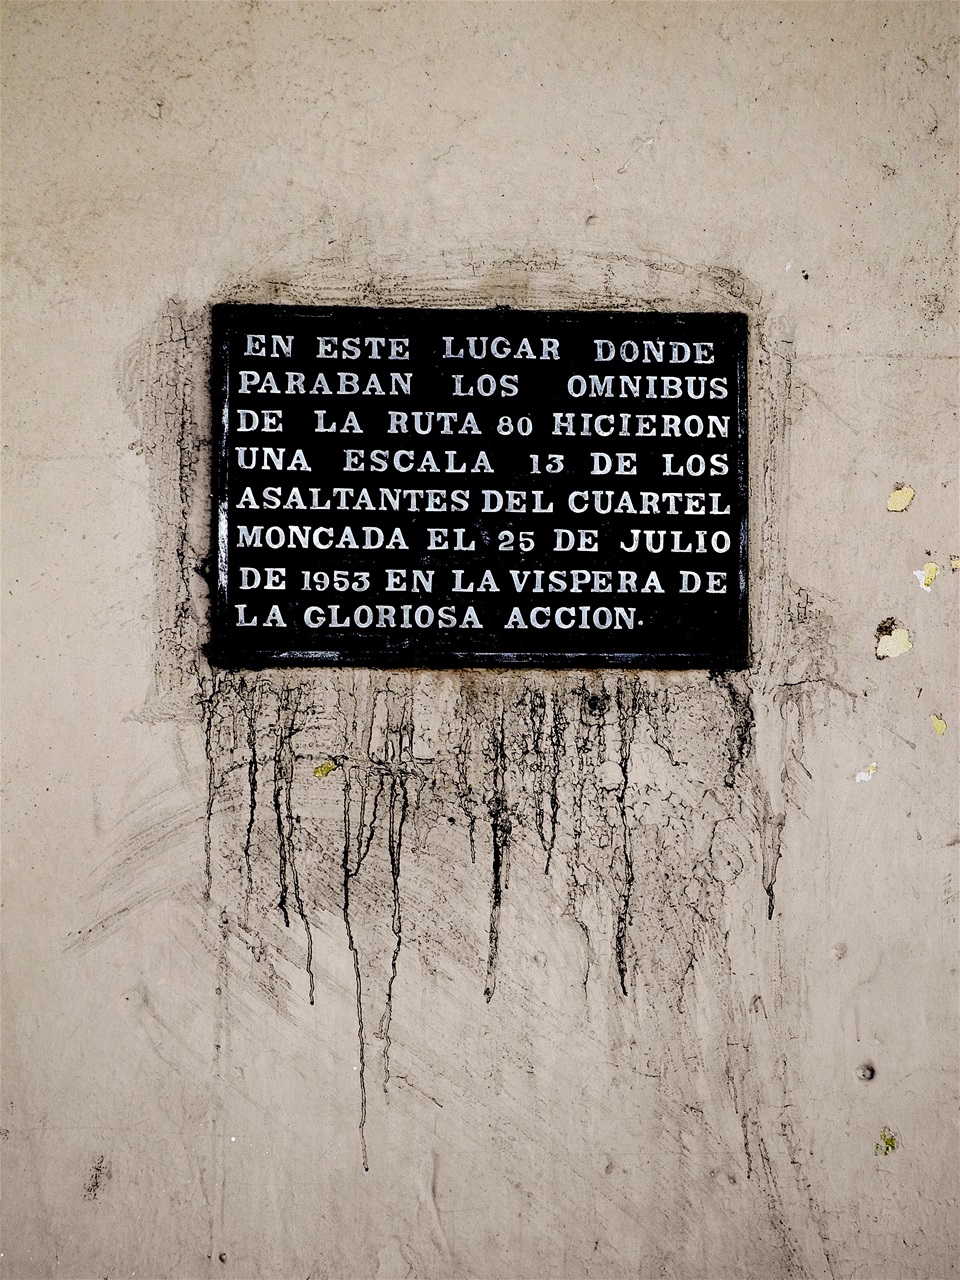 EN ESTE LUGAR DONDE
PARABAN LOS OMNIBUS
DE LA RUTA 80 HICIERON
UNA ESCALA 13 DE LOS
ASALTANTES DEL CUARTEL
MONCADA EL 25 DE JULIO
DE 1953 EN LA VISPERA DE
LA GLORIOSA ACCION.